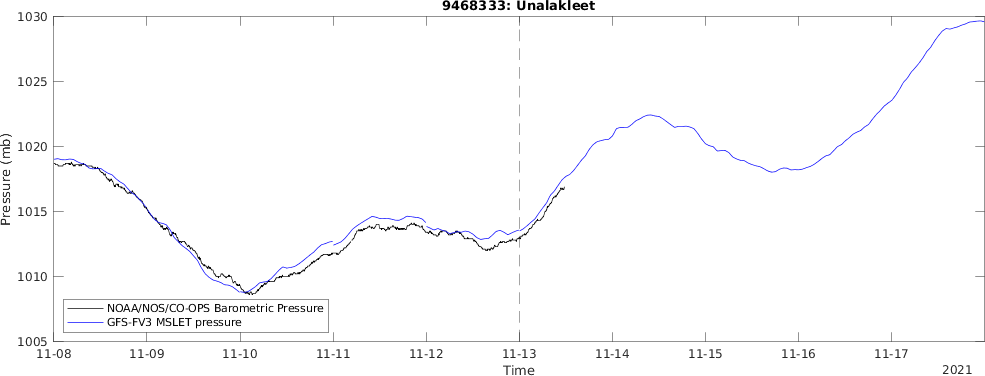 9468333: Unalakleet
1030
1025
1020
1015
1010
1005
Pressure (mb)
NOAA/NOS/CO-OPS Barometric Pressure
GFS-FV3 MSLET pressure
11-08 11-09 11-10 11-11 11-12 11-13 11-14 11-15 11-16 11-17
Time
2021